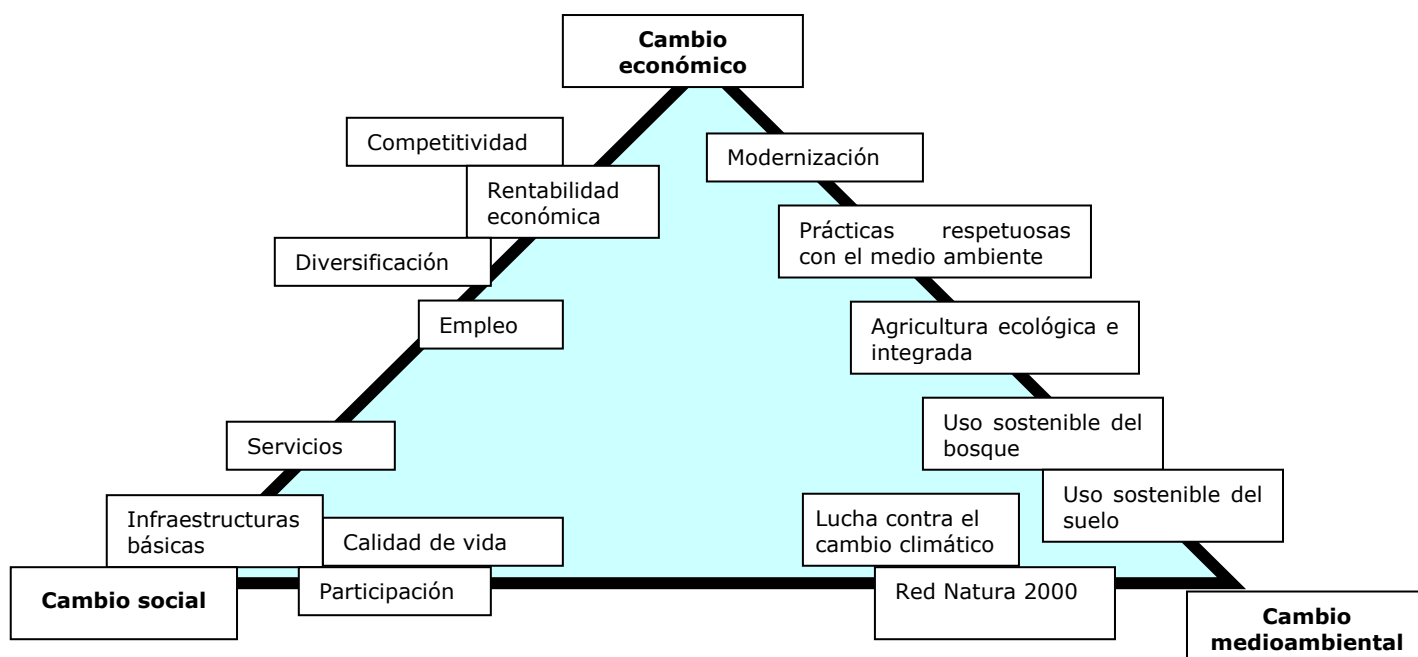 Cambio
económico
Competitividad
Modernización
Rentabilidad
económica
Prácticas respetuosas
con el medio ambiente
Diversificación
Empleo
Agricultura ecológica e
integrada
Servicios
Uso sostenible del
bosque
Uso sostenible del
suelo
Infraestructuras
básicas
Calidad de vida
Lucha contra el
cambio climático
Cambio social
Participación
Red Natura 2000
Cambio
medioambiental